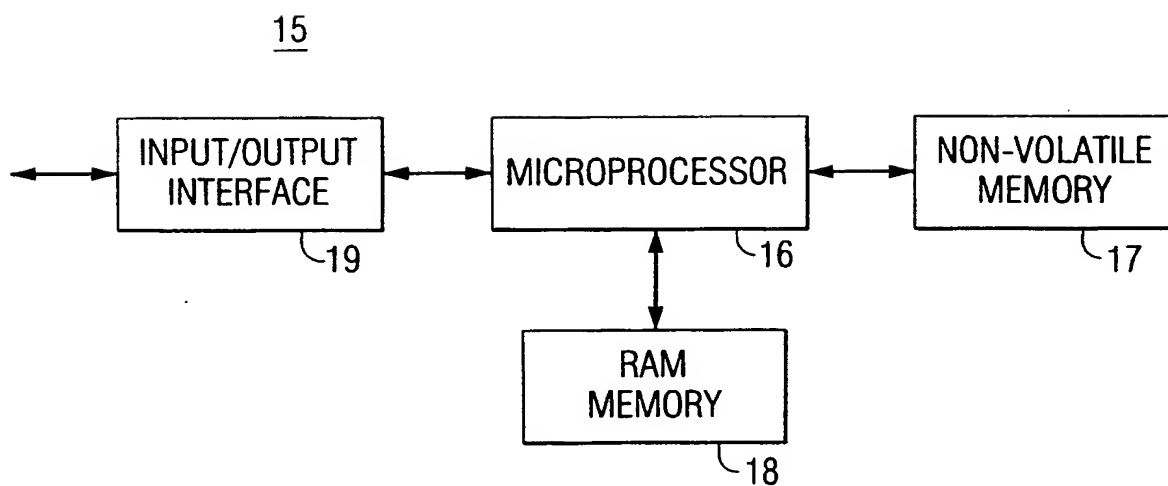 15
INPUT/OUTPUT
INTERFACE
19
MICROPROCESSOR
16
NON-VOLATILE
MEMORY
17
RAM
MEMORY
18